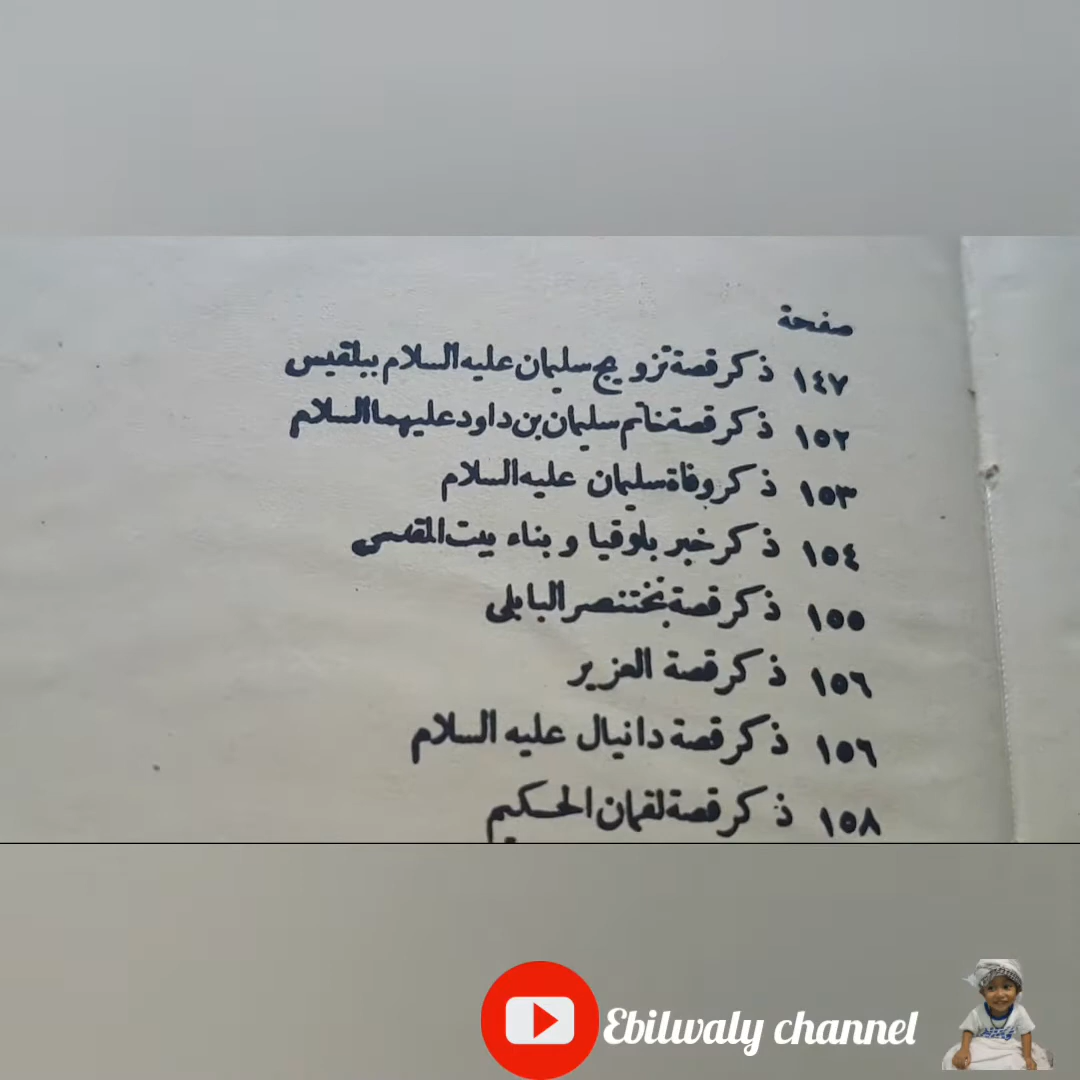 صفحة
١٤٧ ذكر قصة تزويج سليمان عليه السلام ببلقيس
١٥٢ ذكر قصة خاتم سليمان بن داود عليهما السلام
١٥٣ ذكر وفاة سليمان عليه السلام
١٥٤ ذكر خبر بلوقيا و بناء بيت المقدس
١٥٥ ذكر قصة بختنصر البابلى
١٥٦ ذكر قصة العزير
١٥٦ ذكر قصة دانيال عليه السلام
١٥٨ ذكر قصة لقمان الحكيم
Ebilwaly channel